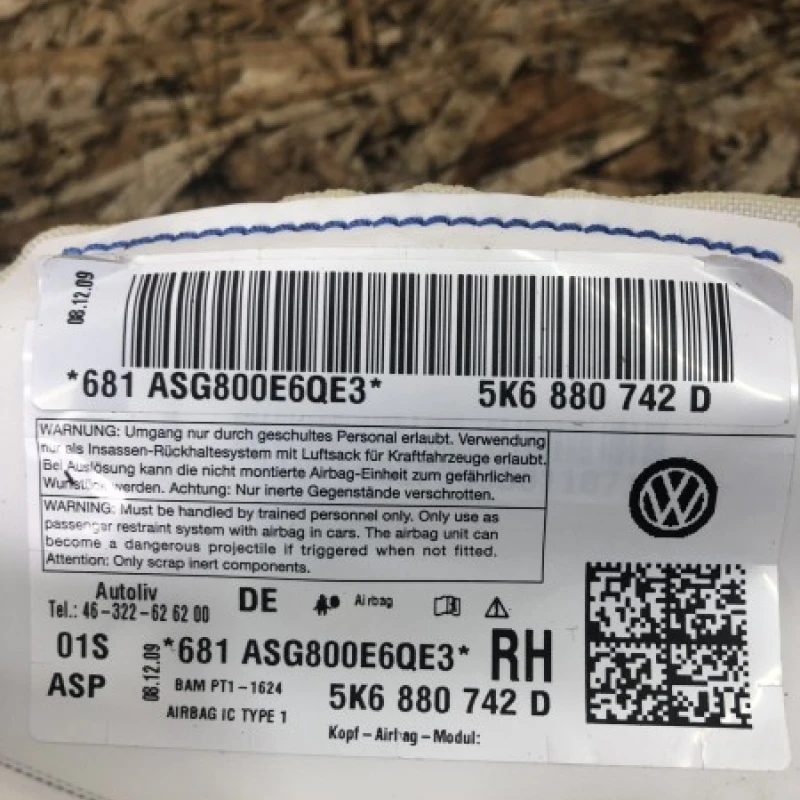 08.12.09
*681 ASG800E6QE3*
5K6 880 742 D
WARNING: Umgang nur durch geschultes Personal erlaubt. Verwendung
nur als Insassen-Rückhaltesystem mit Luftsack für Kraftfahrzeuge erlaubt.
Bei Auslösung kann die nicht montierte Airbag-Einheit zum gefährlichen
werden. Achtung: Nur inerte Gegenstände verschrotten.
WARNING: Must be handled by trained personnel only. Only use as
passenger restraint system with airbag in cars. The airbag unit can
become a dangerous projectile if triggered when not fitted.
Attention: Only scrap inert components.
Autoliv
Tel.: 46-322-62 62 00
DE
Airbag
01S
ASP
08.12.09
*681 ASG800E6QE3*
RH
BAM PT1-1624
5K6 880 742 D
AIRBAG IC TYPE 1
Kopf-Airbag-Modul: